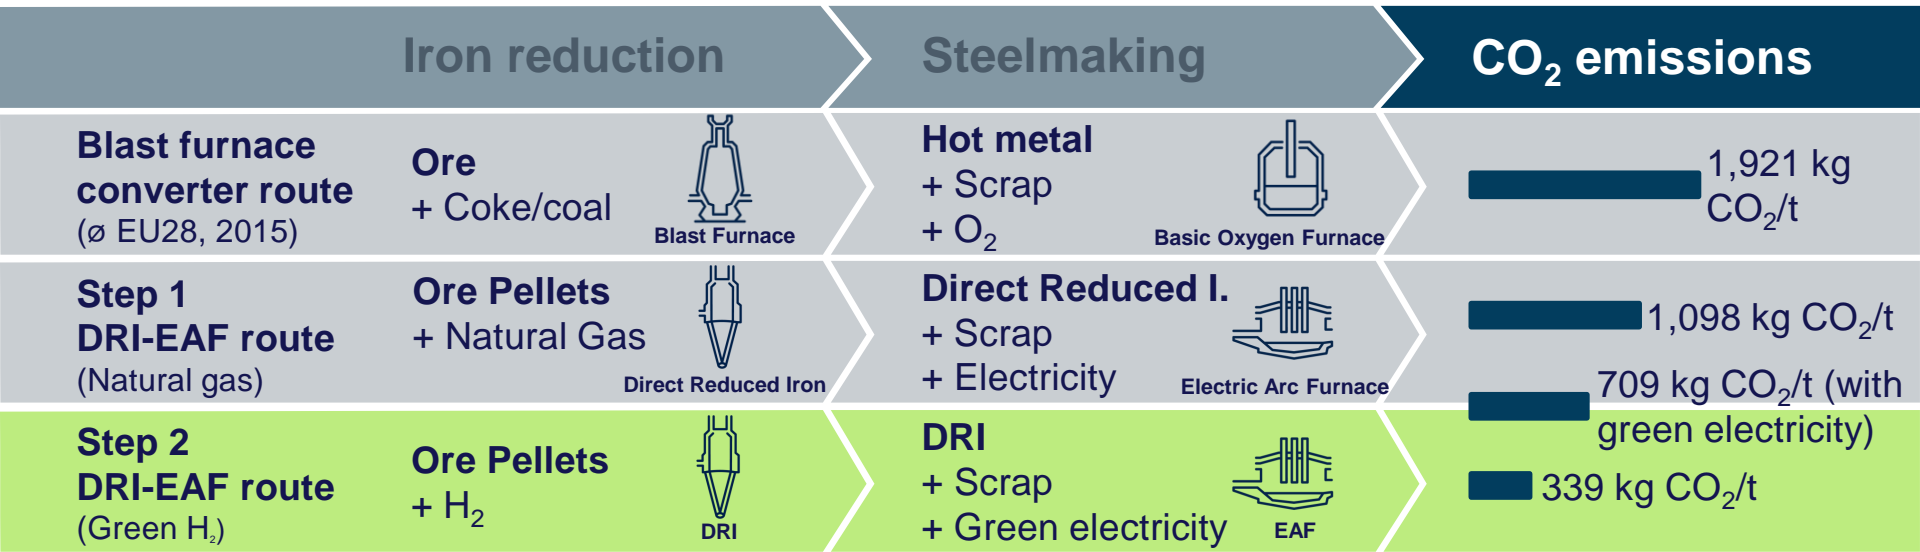 Iron reduction
Steelmaking
CO₂ emissions
Blast furnace
converter route
(ø EU28, 2015)
Ore
+ Coke/coal
Blast Furnace
Hot metal
+ Scrap
+ O₂
Basic Oxygen Furnace
1,921 kg
CO₂/t
Step 1
DRI-EAF route
(Natural gas)
Ore Pellets
+ Natural Gas
Direct Reduced Iron
Direct Reduced I.
+ Scrap
+ Electricity
Electric Arc Furnace
1,098 kg CO₂/t
709 kg CO₂/t (with
green electricity)
Step 2
DRI-EAF route
(Green H₂)
Ore Pellets
+ H₂
DRI
DRI
+ Scrap
+ Green electricity
EAF
339 kg CO₂/t